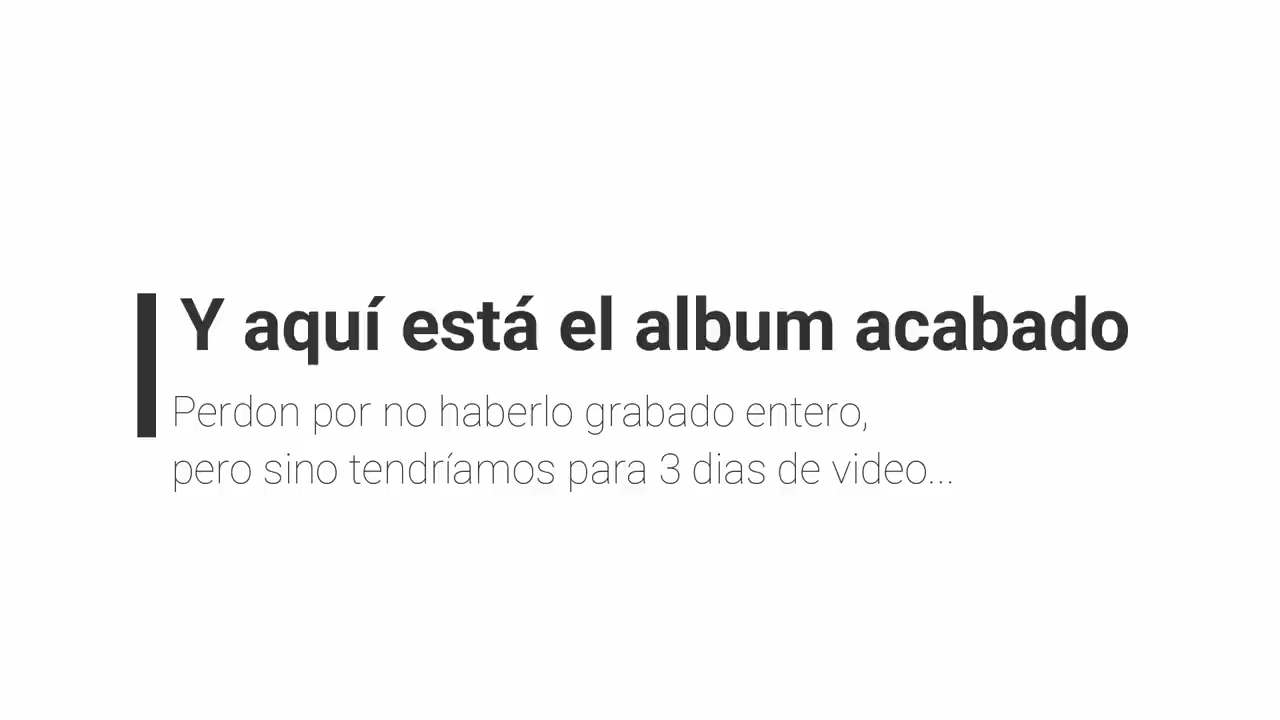 Y aquí está el album acabado
Perdon por no haberlo grabado entero,
pero sino tendríamos para 3 dias de video...